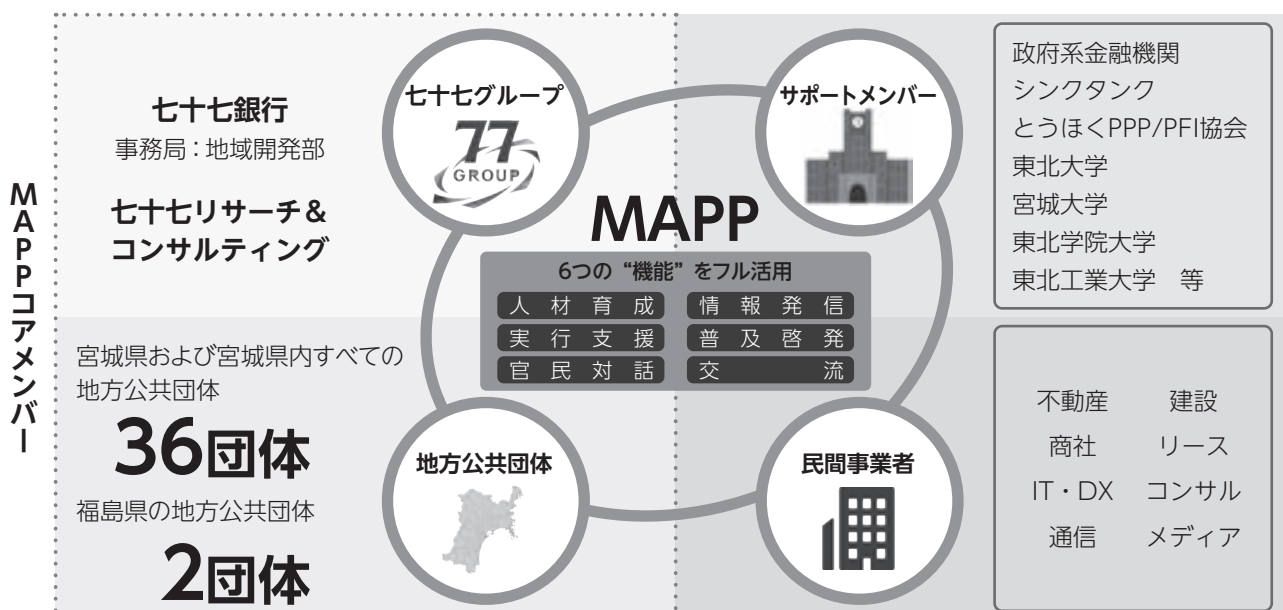 MAPPコアメンバー
七十七銀行
事務局：地域開発部
七十七リサーチ＆
コンサルティング
七十七グループ
77
GROUP
サポートメンバー
政府系金融機関
シンクタンク
とうほくPPP/PFI協会
東北大学
宮城大学
東北学院大学
東北工業大学　等
MAPP
6つの“機能”をフル活用
人材育成
情報発信
実行支援
普及啓発
官民対話
交流
宮城県および宮城県内すべての
地方公共団体
36団体
福島県の地方公共団体
2団体
地方公共団体
民間事業者
不動産　建設
商社　リース
IT・DX　コンサル
通信　メディア